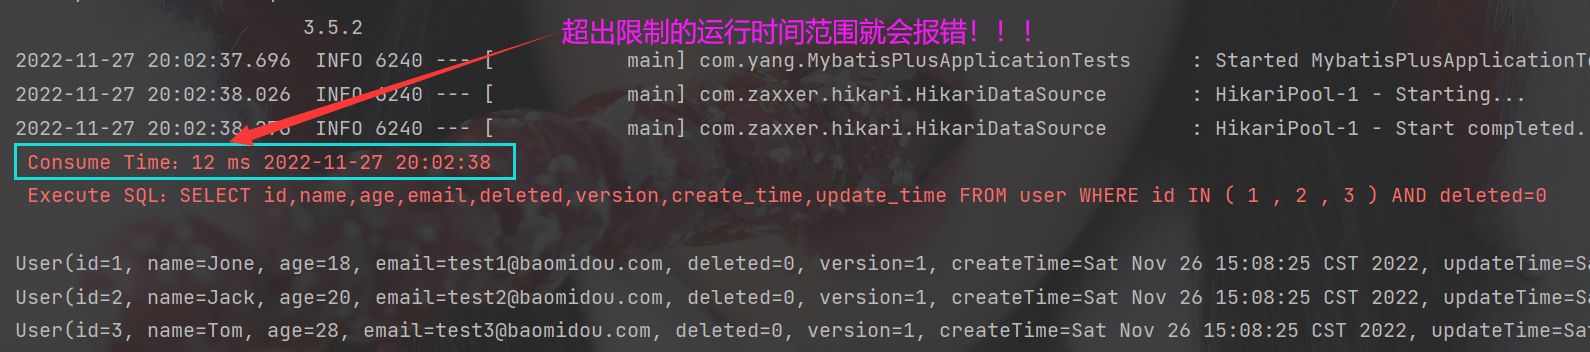 3.5.2
超出限制的运行时间范围就会报错！！！
2022-11-27 20:02:37.696  INFO 6240 --- [           main] com.yang.MybatisPlusApplicationTests     : Started MybatisPlusApplicationTe
2022-11-27 20:02:38.026  INFO 6240 --- [           main] com.zaxxer.hikari.HikariDataSource       : HikariPool-1 - Starting...
2022-11-27 20:02:38.276  INFO 6240 --- [           main] com.zaxxer.hikari.HikariDataSource       : HikariPool-1 - Start completed.
Consume Time：12 ms 2022-11-27 20:02:38
Execute SQL：SELECT id,name,age,email,deleted,version,create_time,update_time FROM user WHERE id IN ( 1 , 2 , 3 ) AND deleted=0
User(id=1, name=Jone, age=18, email=test1@baomidou.com, deleted=0, version=1, createTime=Sat Nov 26 15:08:25 CST 2022, updateTime=Sa
User(id=2, name=Jack, age=20, email=test2@baomidou.com, deleted=0, version=1, createTime=Sat Nov 26 15:08:25 CST 2022, updateTime=Sa
User(id=3, name=Tom, age=28, email=test3@baomidou.com, deleted=0, version=1, createTime=Sat Nov 26 15:08:25 CST 2022, updateTime=Sat